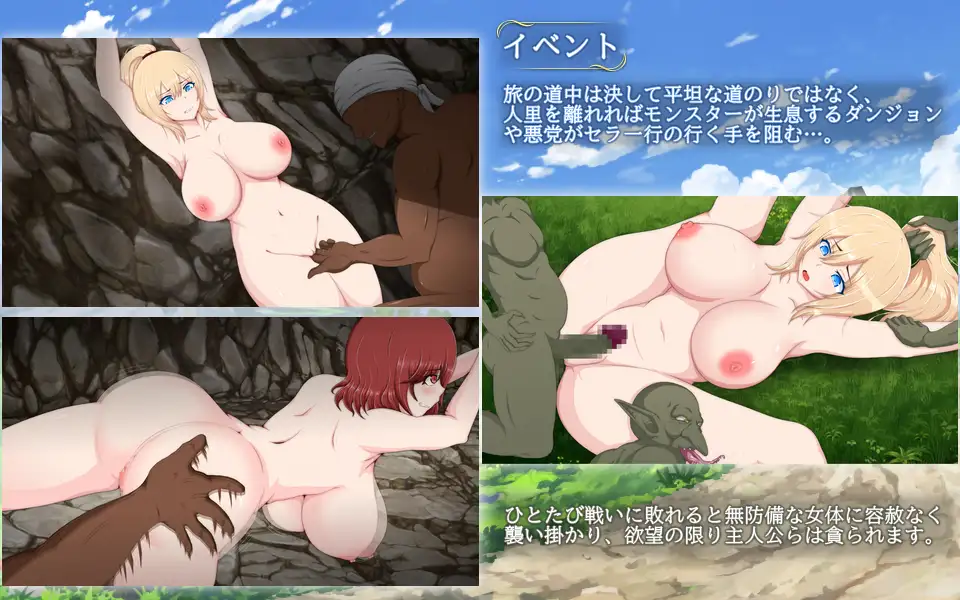 イベント
旅の道中は決して平坦な道のりではなく、
人里を離れればモンスターが生息するダンジョン
や悪党がセラ一行の行く手を阻む…。
ひとたび戦いに敗れると無防備な女体に容赦なく
襲い掛かり、欲望の限り主人公らは貪られます。